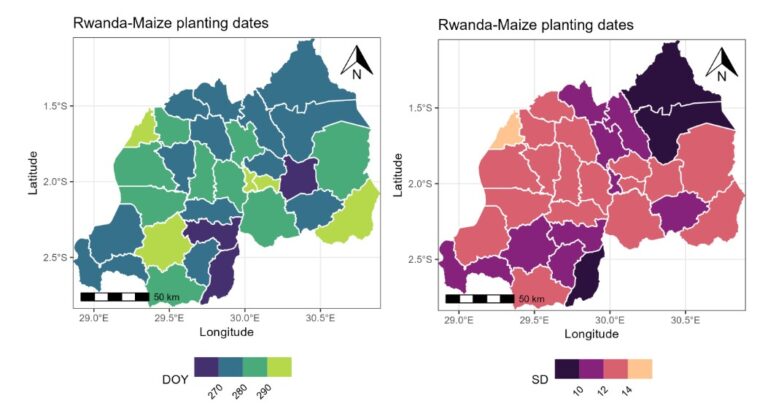 Rwanda-Maize planting dates
N
1.5°S
2.0°S
2.5°S
Latitude
50 km
29.0°E 29.5°E 30.0°E 30.5°E
Longitude
DOY
270 280 290
Rwanda-Maize planting dates
N
1.5°S
2.0°S
2.5°S
Latitude
50 km
29.0°E 29.5°E 30.0°E 30.5°E
Longitude
SD
10 12 14